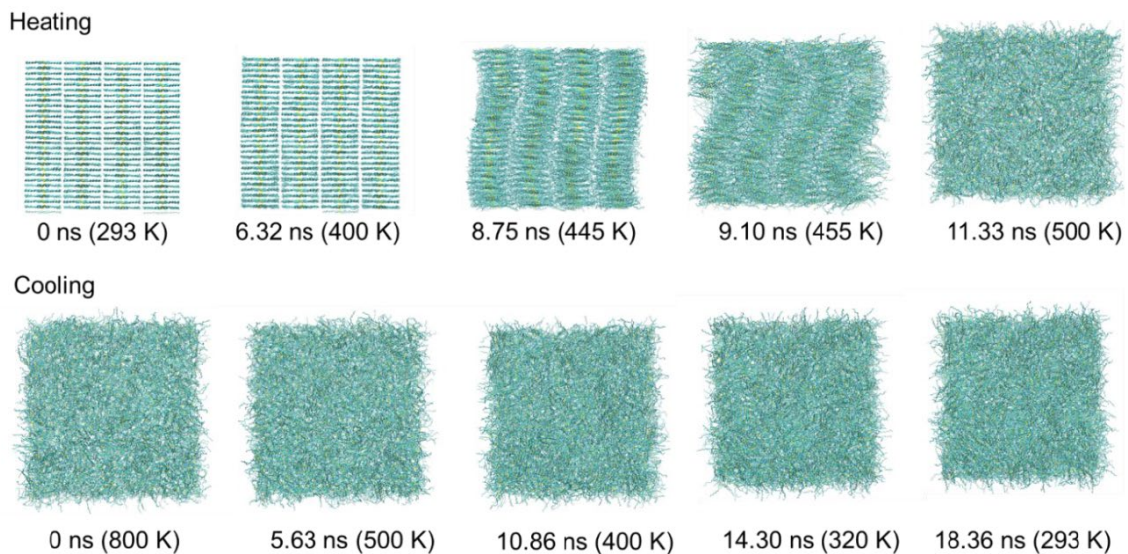 Heating
0 ns (293 K)
6.32 ns (400 K)
8.75 ns (445 K)
9.10 ns (455 K)
11.33 ns (500 K)
Cooling
0 ns (800 K)
5.63 ns (500 K)
10.86 ns (400 K)
14.30 ns (320 K)
18.36 ns (293 K)